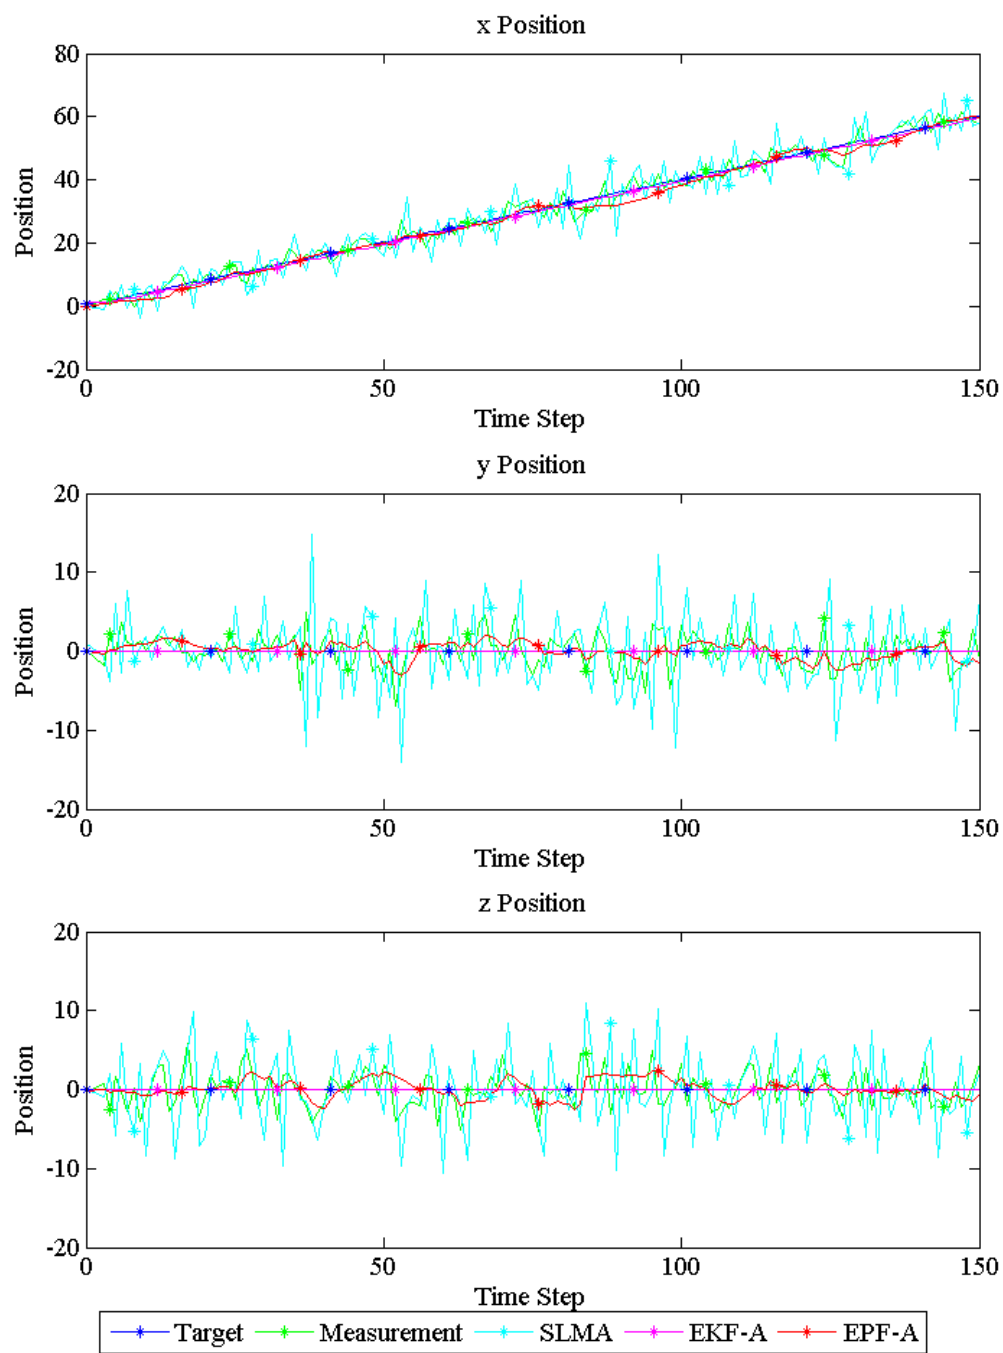 x Position
80
60
40
20
0
-20
Position
0 50 100 150
Time Step
y Position
20
10
0
-10
-20
Position
0 50 100 150
Time Step
z Position
20
10
0
-10
-20
Position
0 50 100 150
Time Step
Target Measurement SLMA EKF-A EPF-A